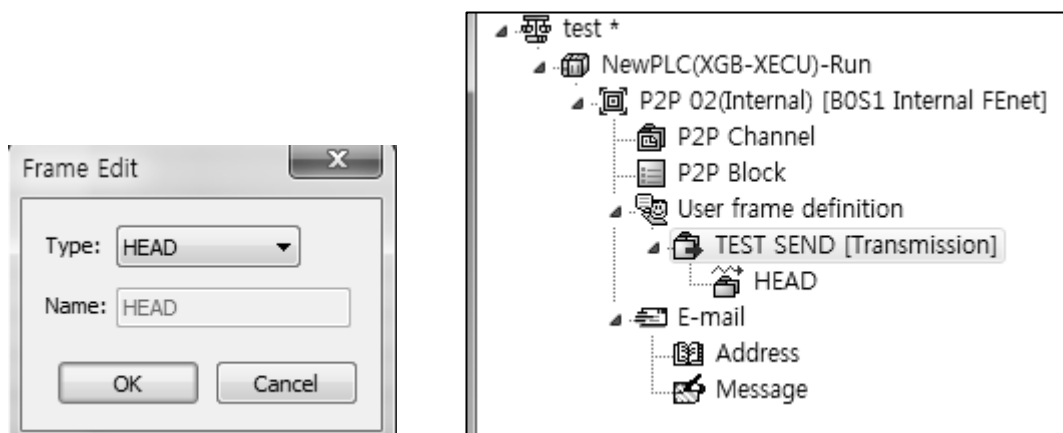 Frame Edit
Type: HEAD
Name: HEAD
OK Cancel
test *
NewPLC(XGB-XECU)-Run
P2P 02(Internal) [B0S1 Internal FEnet]
P2P Channel
P2P Block
User frame definition
TEST SEND [Transmission]
HEAD
E-mail
Address
Message